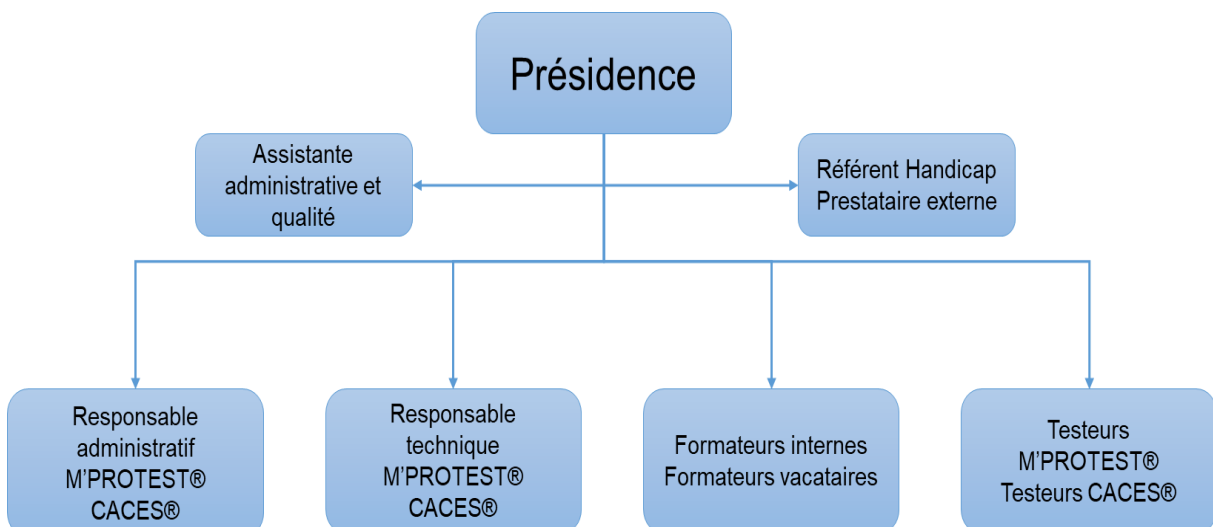 Présidence
Assistante
administrative et
qualité
Référent Handicap
Prestataire externe
Responsable
administratif
M'PROTEST®
CACES®
Responsable
technique
M'PROTEST®
CACES®
Formateurs internes
Formateurs vacataires
Testeurs
M'PROTEST®
Testeurs CACES®